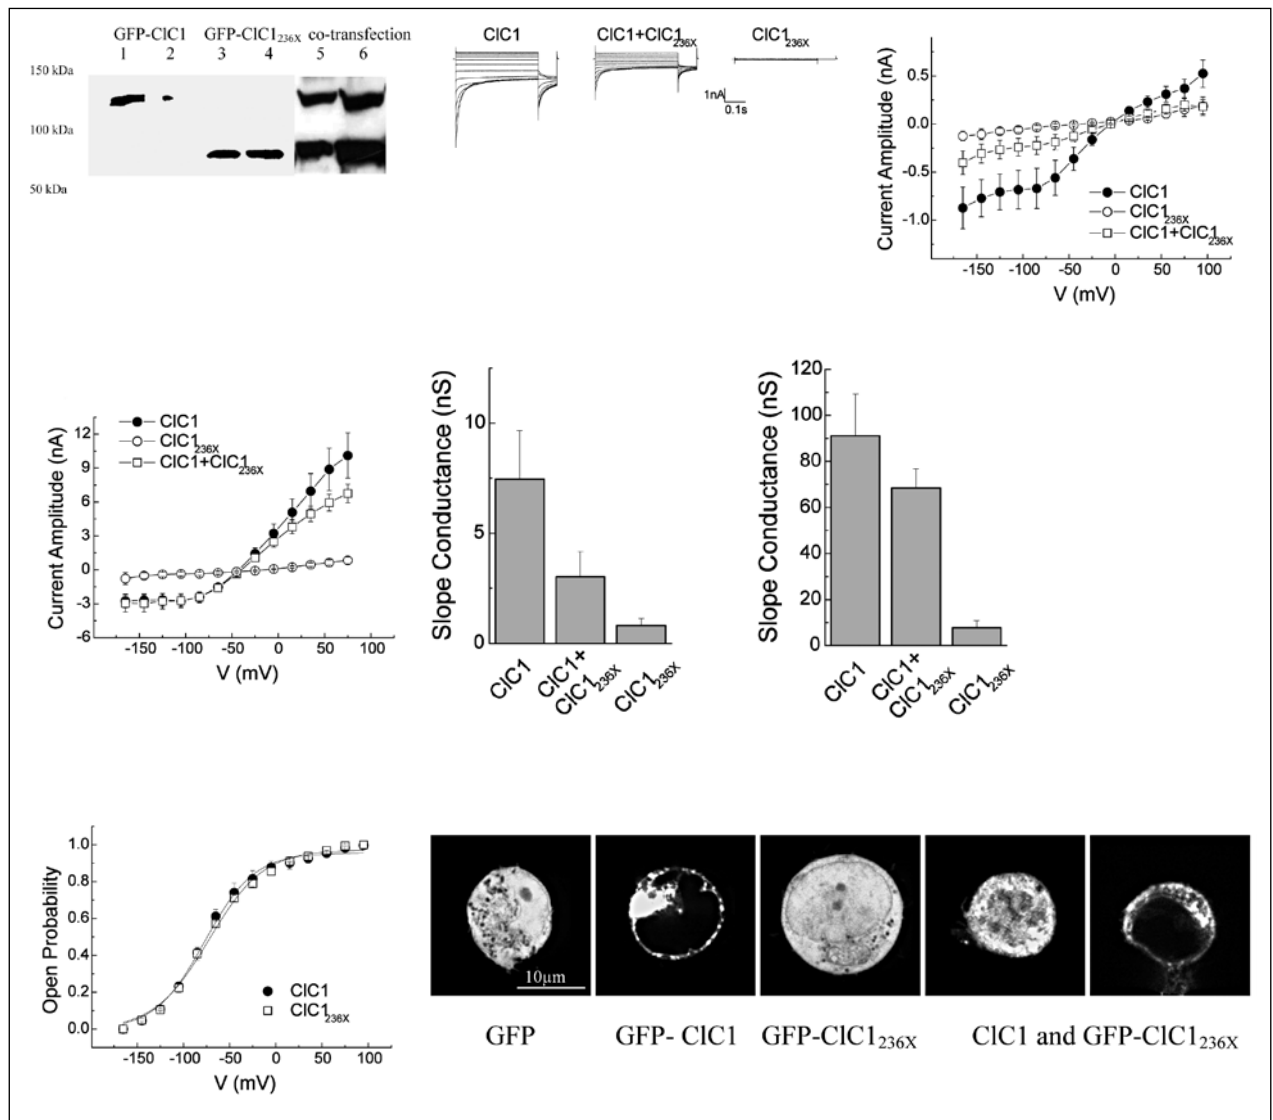 GFP-ClC1 GFP-ClC1236X co-transfection
1 2 3 4 5 6
150 kDa
100 kDa
50 kDa
ClC1 ClC1+ClC1236X ClC1236X
1nA
0.1s
Current Amplitude (nA)
0.5
0.0
-0.5
-1.0
ClC1
ClC1236X
ClC1+ClC1236X
-150 -100 -50 0 50 100
V (mV)
Current Amplitude (nA)
12
9
6
3
0
-3
-6
ClC1
ClC1236X
ClC1+ClC1236X
-150 -100 -50 0 50 100
V (mV)
Slope Conductance (nS)
10
5
0
ClC1
ClC1+
ClC1236X
ClC1236X
Slope Conductance (nS)
120
100
80
60
40
20
0
ClC1
ClC1+
ClC1236X
ClC1236X
Open Probability
1.0
0.8
0.6
0.4
0.2
0.0
ClC1
ClC1236X
-150 -100 -50 0 50 100
V (mV)
10μm
GFP GFP- ClC1 GFP-ClC1236X ClC1 and GFP-ClC1236X